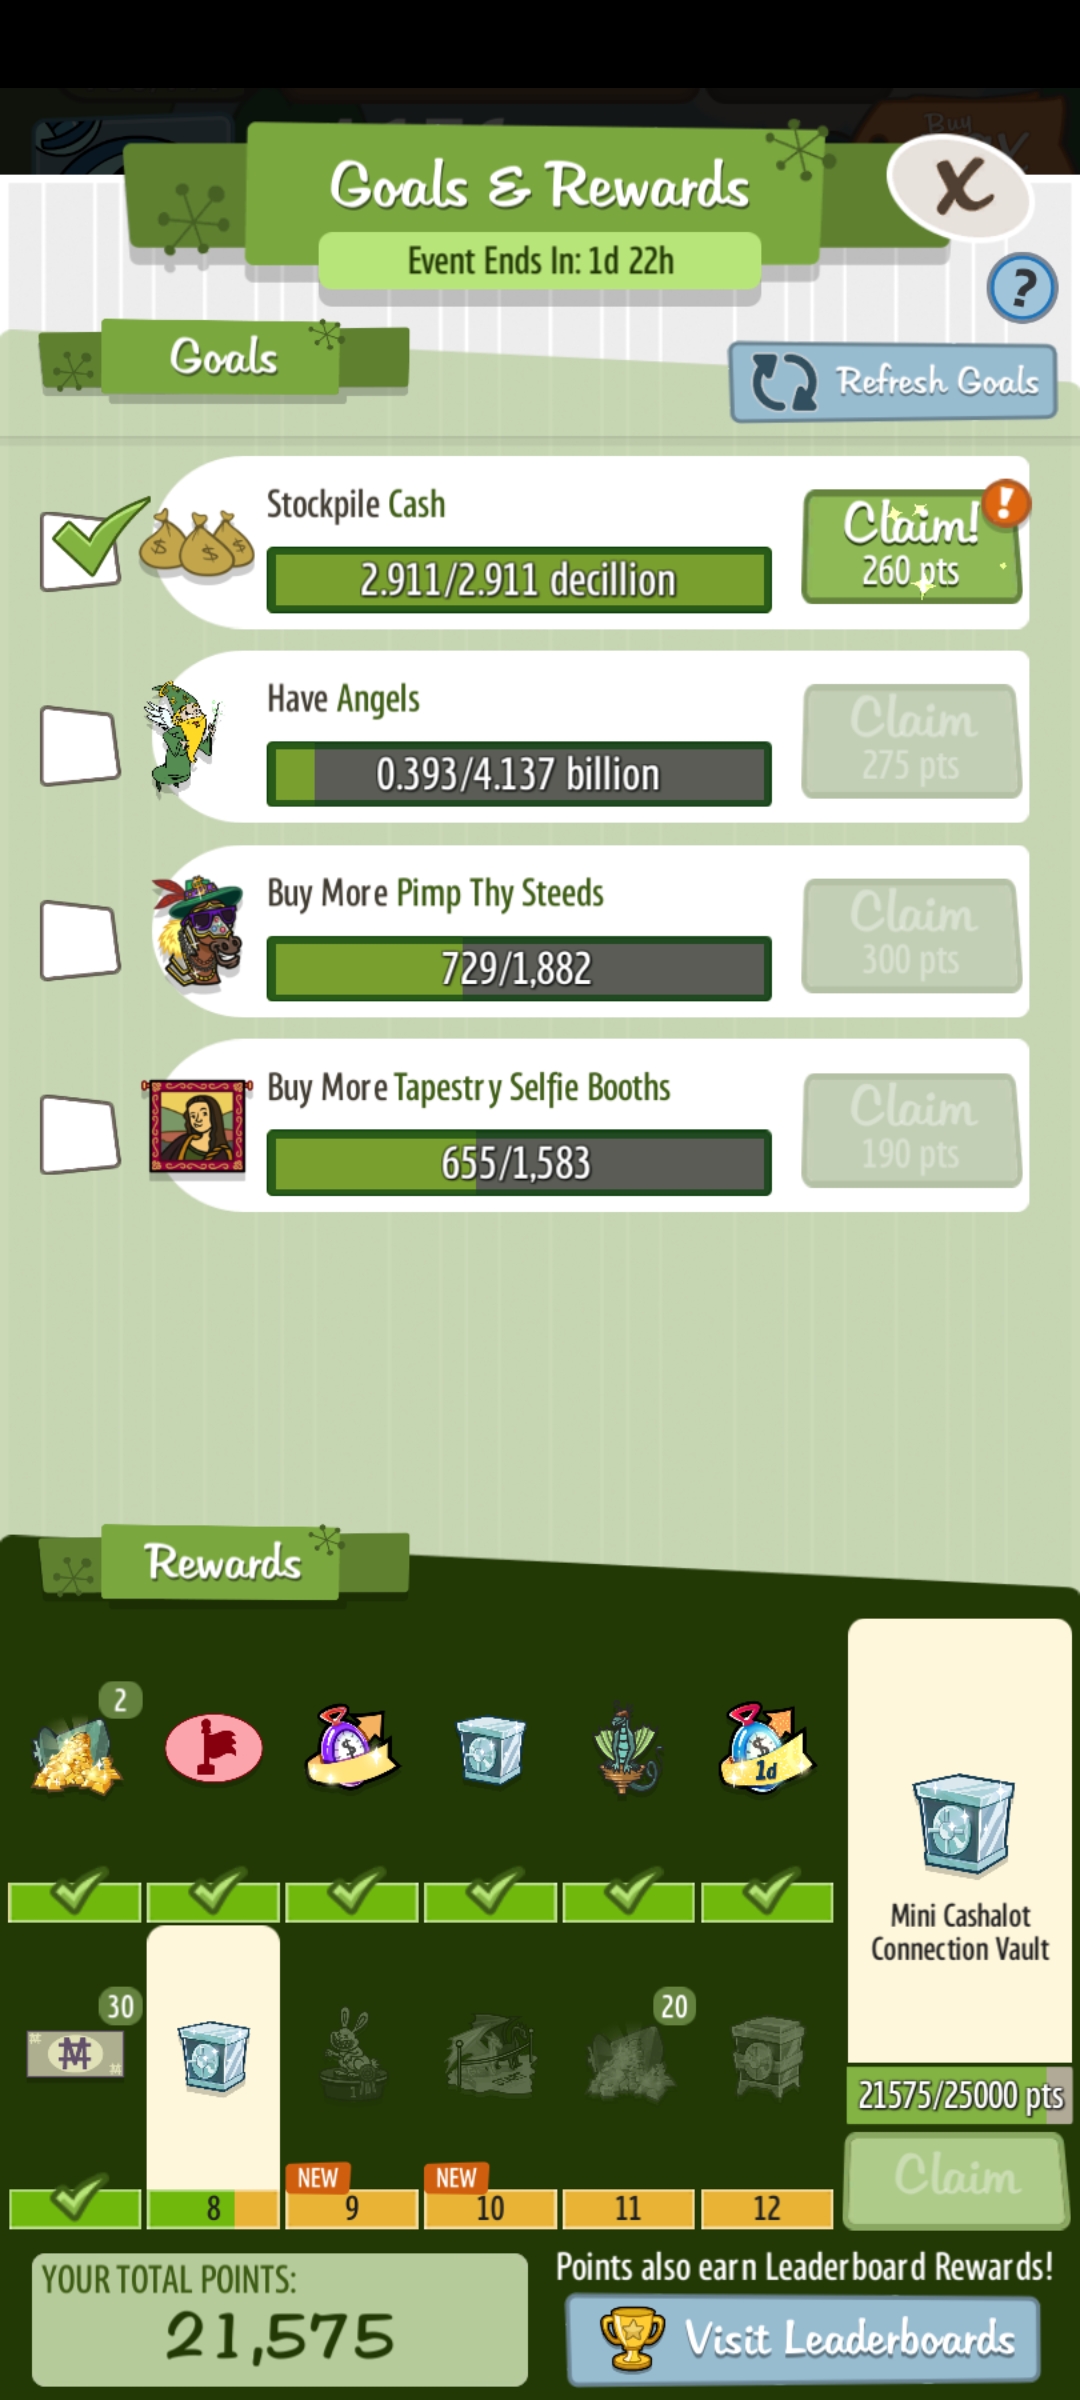 Buy
Goals & Rewards
X
Event Ends In: 1d 22h
?
Goals
Refresh Goals
Stockpile Cash
2.911/2.911 decillion
Claim!
!
260 pts
Have Angels
0.393/4.137 billion
Claim
275 pts
Buy More Pimp Thy Steeds
729/1,882
Claim
300 pts
Buy More Tapestry Selfie Booths
655/1,583
Claim
190 pts
Rewards
2
1d
Mini Cashalot
Connection Vault
30
20
21575/25000 pts
NEW
NEW
8
9
10
11
12
Claim
YOUR TOTAL POINTS:
21,575
Points also earn Leaderboard Rewards!
Visit Leaderboards